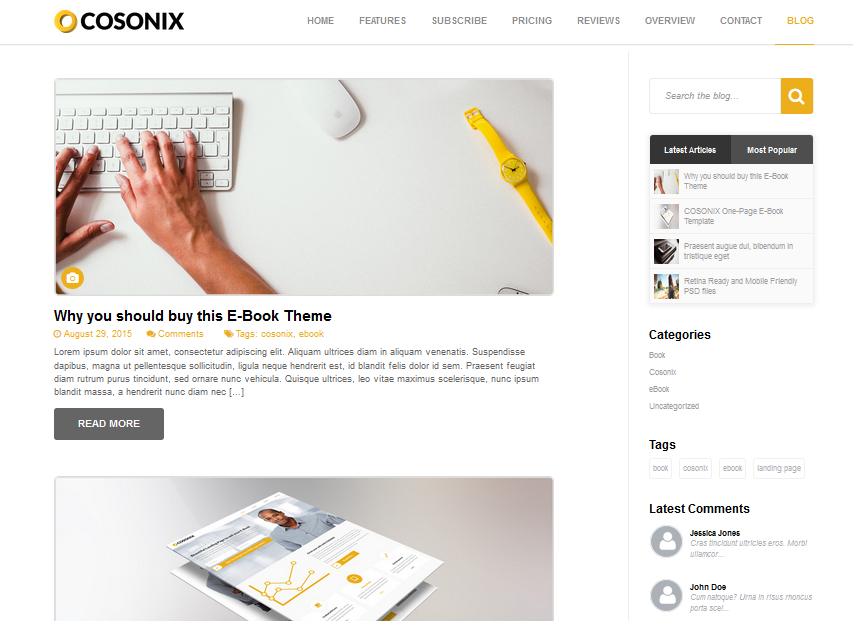 COSONIX
HOME FEATURES SUBSCRIBE PRICING REVIEWS OVERVIEW CONTACT BLOG
Why you should buy this E-Book Theme
August 29, 2015 Comments Tags: cosonix, ebook
Lorem ipsum dolor sit amet, consectetur adipiscing elit. Aliquam ultrices diam in aliquam venenatis. Suspendisse
dapibus, magna ut pellentesque sollicitudin, ligula neque hendrerit est, id blandit felis dolor id sem. Praesent feugiat
diam rutrum purus tincidunt, sed ornare nunc vehicula. Quisque ultrices, leo vitae maximus scelerisque, nunc ipsum
blandit massa, a hendrerit nunc diam nec [...]
READ MORE
COSONIX
Search the blog...
Latest Articles Most Popular
Why you should buy this E-Book
Theme
COSONIX One-Page E-Book
Template
Praesent augue dui, bibendum in
tristique eget
Retina Ready and Mobile Friendly
PSD files
Categories
Book
Cosonix
eBook
Uncategorized
Tags
book cosonix ebook landing page
Latest Comments
Jessica Jones
Cras tincidunt ultricies eros. Morbi
ullamcor...
John Doe
Cum natoque? Urna in risus rhoncus
porta sce!...